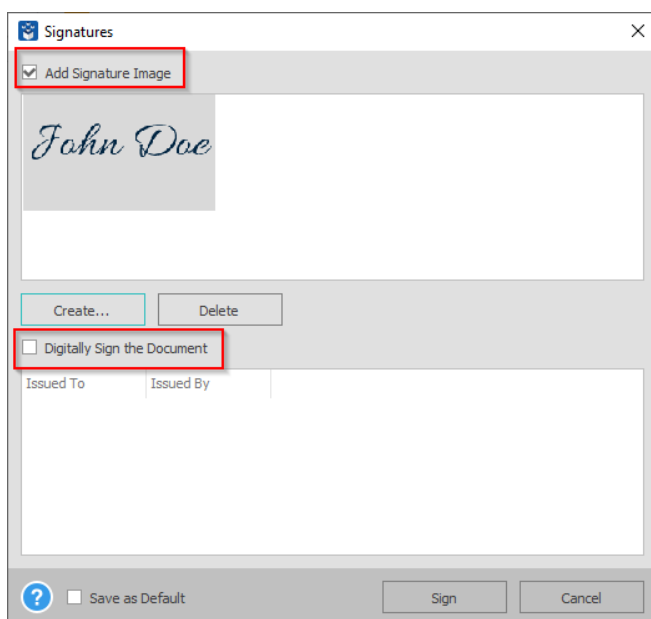 Signatures
Add Signature Image
John Doe
Create... Delete
Digitally Sign the Document
Issued To Issued By
? Save as Default Sign Cancel